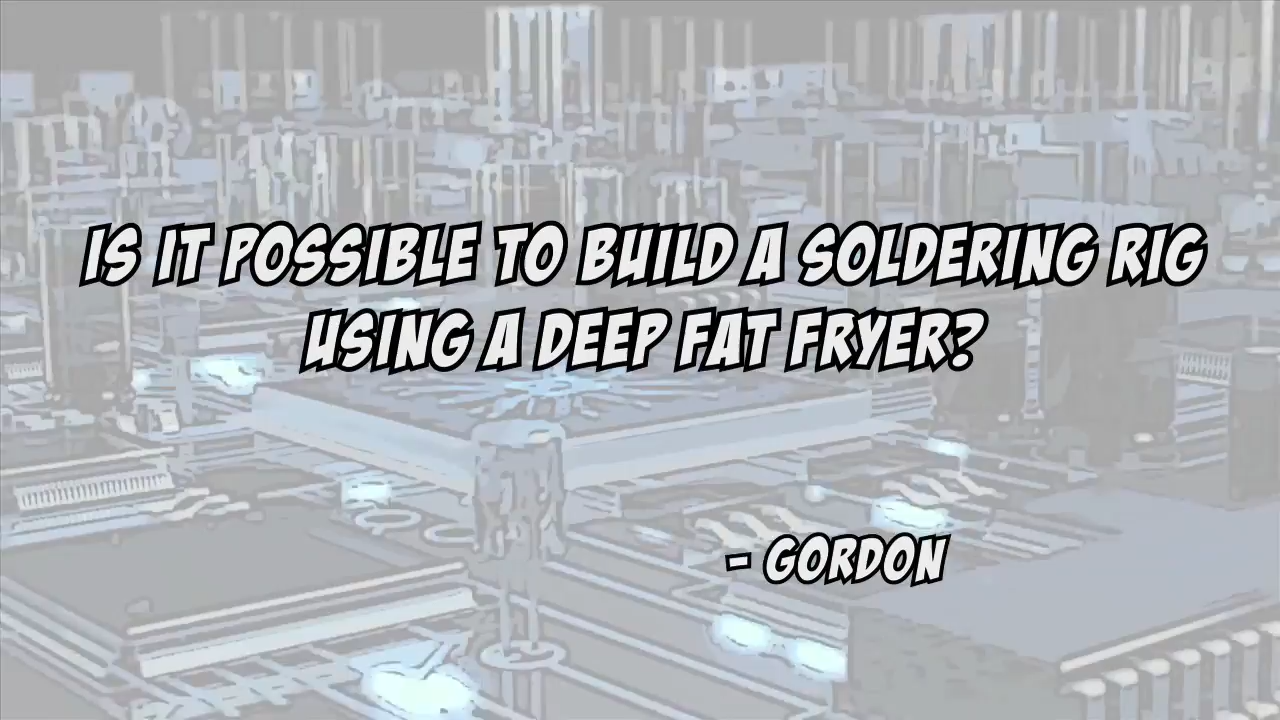 IS IT POSSIBLE TO BUILD A SOLDERING RIG
USING A DEEP FAT FRYER?
- GORDON